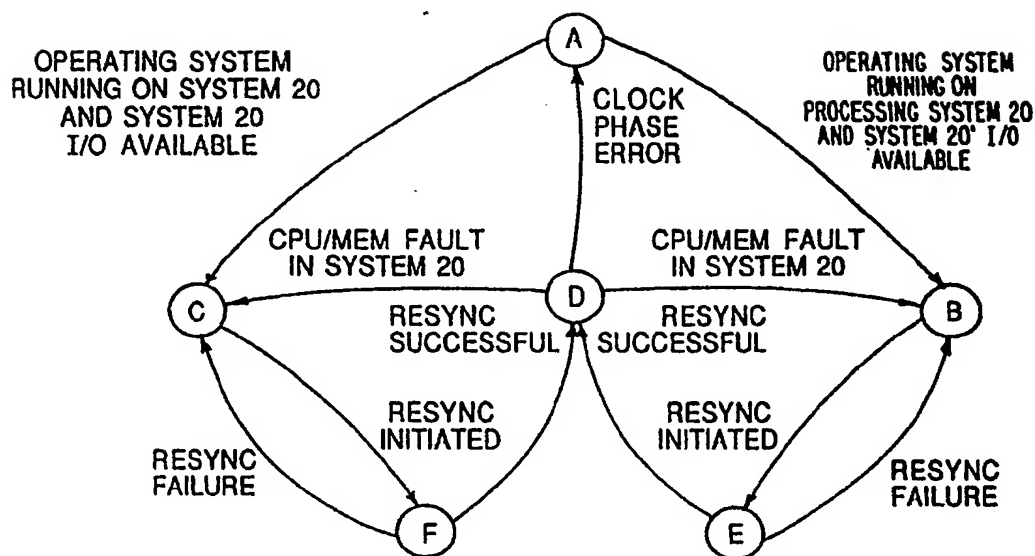 A
OPERATING SYSTEM
RUNNING ON SYSTEM 20
AND SYSTEM 20
I/O AVAILABLE
OPERATING SYSTEM
RUNNING ON
PROCESSING SYSTEM 20
AND SYSTEM 20' I/O
AVAILABLE
CLOCK
PHASE
ERROR
CPU/MEM FAULT
IN SYSTEM 20
CPU/MEM FAULT
IN SYSTEM 20
C
D
B
RESYNC
SUCCESSFUL
RESYNC
SUCCESSFUL
RESYNC
INITIATED
RESYNC
INITIATED
RESYNC
FAILURE
RESYNC
FAILURE
F
E